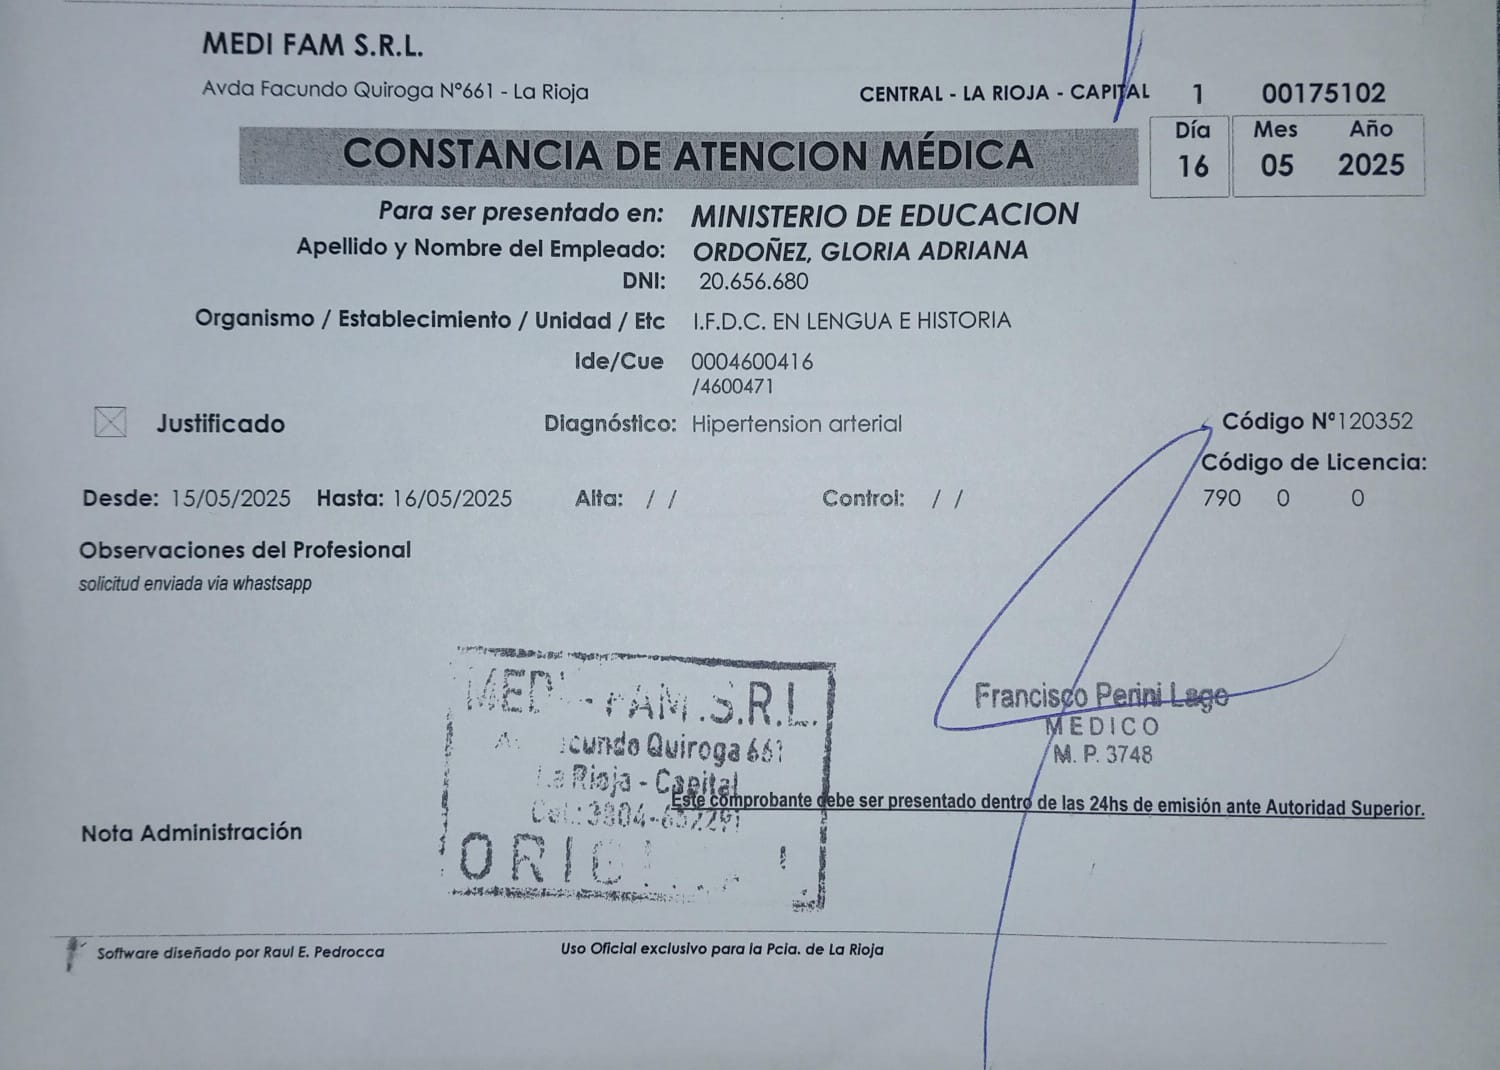 MEDI FAM S.R.L.
Avda Facundo Quiroga Nº661 - La Rioja
CENTRAL - LA RIOJA - CAPITAL 1 00175102
CONSTANCIA DE ATENCION MÉDICA
Día Mes Año
16 05 2025
Para ser presentado en: MINISTERIO DE EDUCACION
Apellido y Nombre del Empleado: ORDOÑEZ, GLORIA ADRIANA
DNI: 20.656.680
Organismo / Establecimiento / Unidad / Etc I.F.D.C. EN LENGUA E HISTORIA
Ide/Cue 0004600416
/4600471
Justificado Diagnóstico: Hipertension arterial Código Nº120352
Código de Licencia:
Desde: 15/05/2025 Hasta: 16/05/2025 Alta: / / Control: / / 790 0 0
Observaciones del Profesional
solicitud enviada via whastsapp
MEDI-FAM.S.R.L.
Quiroga 661
La Rioja - Capital
Francisco Perini Lago
MEDICO
M. P. 3748
Este comprobante debe ser presentado dentro de las 24hs de emisión ante Autoridad Superior.
Nota Administración
Software diseñado por Raul E. Pedrocca
Uso Oficial exclusivo para la Pcia. de La Rioja